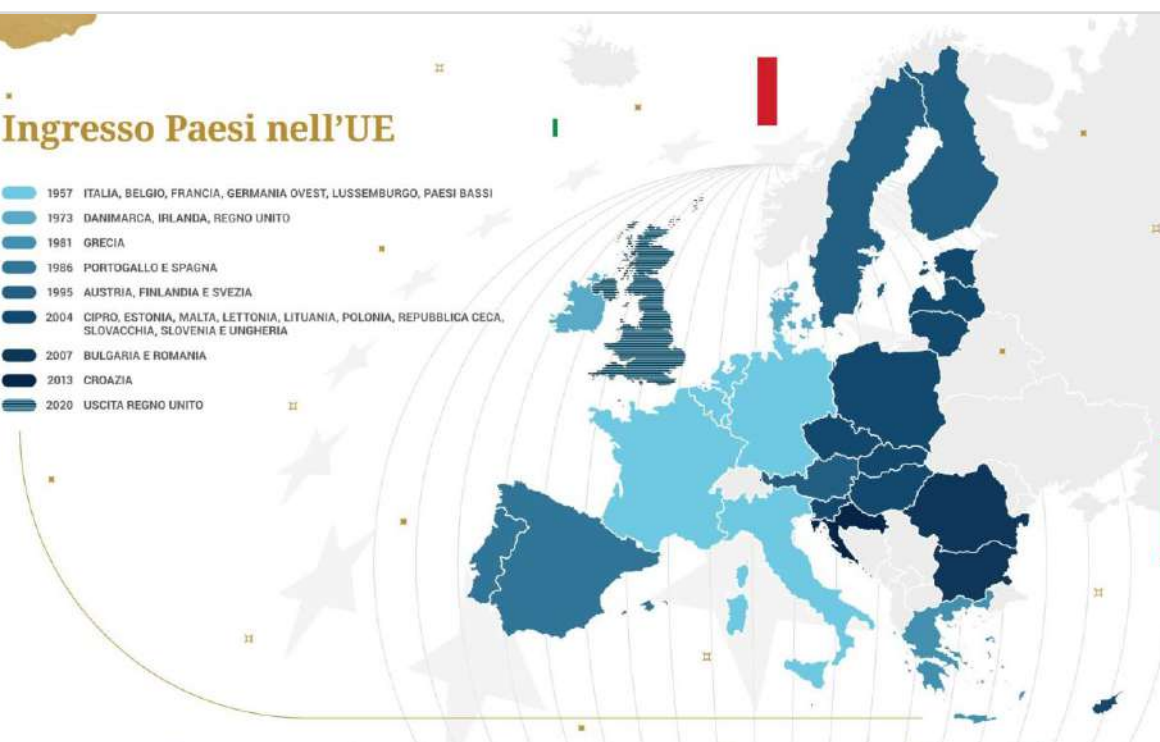 Ingresso Paesi nell'UE
1957 ITALIA, BELGIO, FRANCIA, GERMANIA OVEST, LUSSEMBURGO, PAESI BASSI
1973 DANIMARCA, IRLANDA, REGNO UNITO
1981 GRECIA
1986 PORTOGALLO E SPAGNA
1995 AUSTRIA, FINLANDIA E SVEZIA
2004 CIPRO, ESTONIA, MALTA, LETTONIA, LITUANIA, POLONIA, REPUBBLICA CECA,
SLOVACCHIA, SLOVENIA E UNGHERIA
2007 BULGARIA E ROMANIA
2013 CROAZIA
2020 USCITA REGNO UNITO